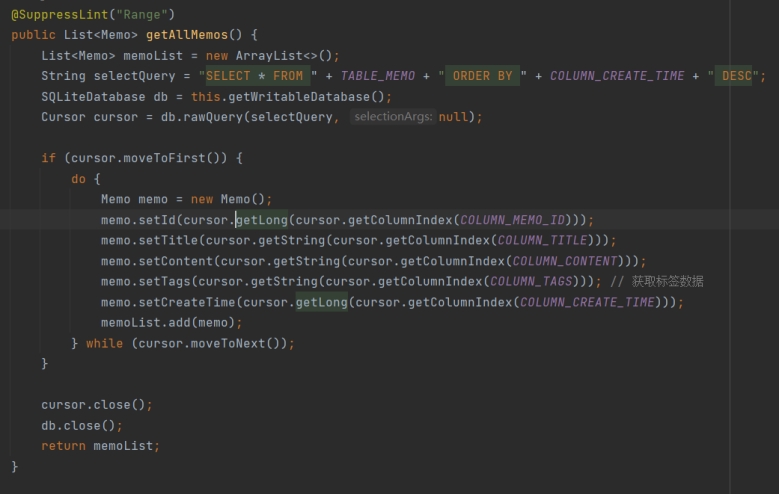 @SuppressLint("Range")
public List<Memo> getAllMemos() {
    List<Memo> memoList = new ArrayList<>();
    String selectQuery = "SELECT * FROM " + TABLE_MEMO + " ORDER BY " + COLUMN_CREATE_TIME + " DESC";
    SQLiteDatabase db = this.getWritableDatabase();
    Cursor cursor = db.rawQuery(selectQuery, selectionArgs: null);

    if (cursor.moveToFirst()) {
        do {
            Memo memo = new Memo();
            memo.setId(cursor.getLong(cursor.getColumnIndex(COLUMN_MEMO_ID)));
            memo.setTitle(cursor.getString(cursor.getColumnIndex(COLUMN_TITLE)));
            memo.setContent(cursor.getString(cursor.getColumnIndex(COLUMN_CONTENT)));
            memo.setTags(cursor.getString(cursor.getColumnIndex(COLUMN_TAGS))); // 获取标签数据
            memo.setCreateTime(cursor.getLong(cursor.getColumnIndex(COLUMN_CREATE_TIME)));
            memoList.add(memo);
        } while (cursor.moveToNext());
    }

    cursor.close();
    db.close();
    return memoList;
}